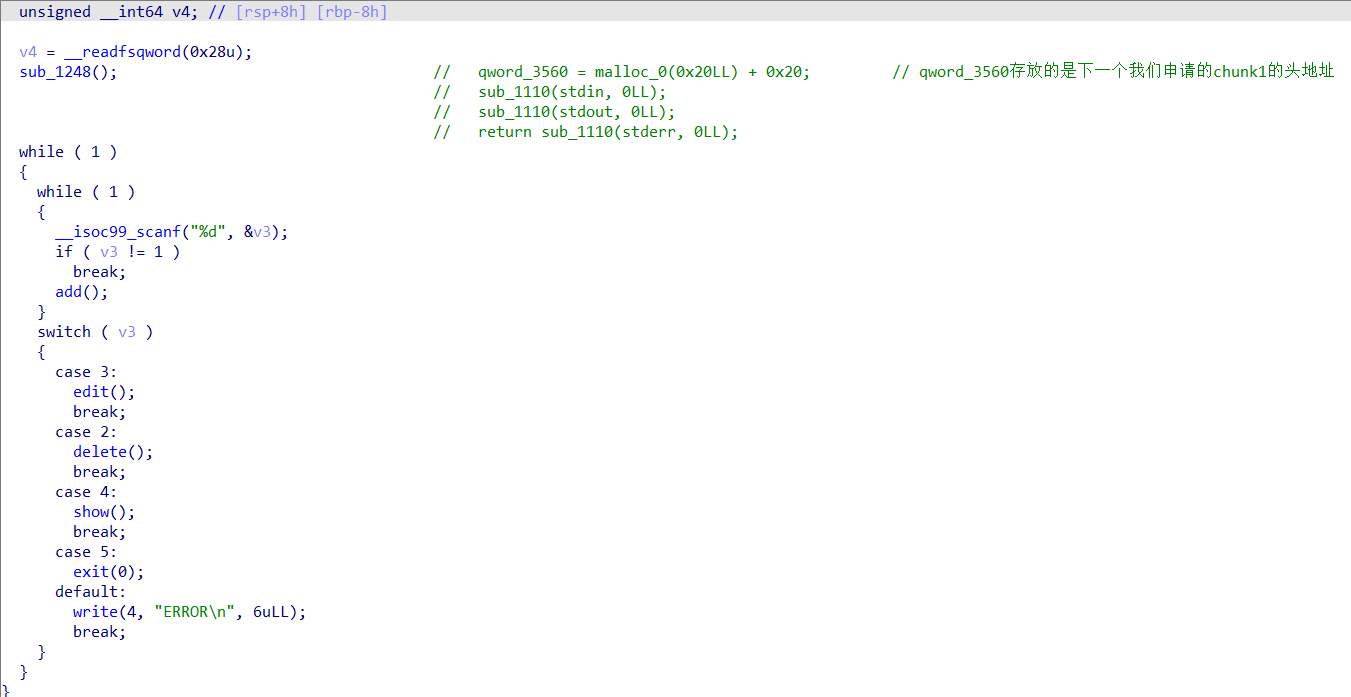 unsigned __int64 v4; // [rsp+8h] [rbp-8h]
v4 = __readfsqword(0x28u);
sub_1248(); // qword_3560 = malloc_0(0x20LL) + 0x20; // qword_3560存放的是下一个我们申请的chunk1的头地址
// sub_1110(stdin, 0LL);
// sub_1110(stdout, 0LL);
// return sub_1110(stderr, 0LL);
while ( 1 )
{
while ( 1 )
{
__isoc99_scanf("%d", &v3);
if ( v3 != 1 )
break;
add();
}
switch ( v3 )
{
case 3:
edit();
break;
case 2:
delete();
break;
case 4:
show();
break;
case 5:
exit(0);
default:
write(4, "ERROR\n", 6uLL);
break;
}
}
}